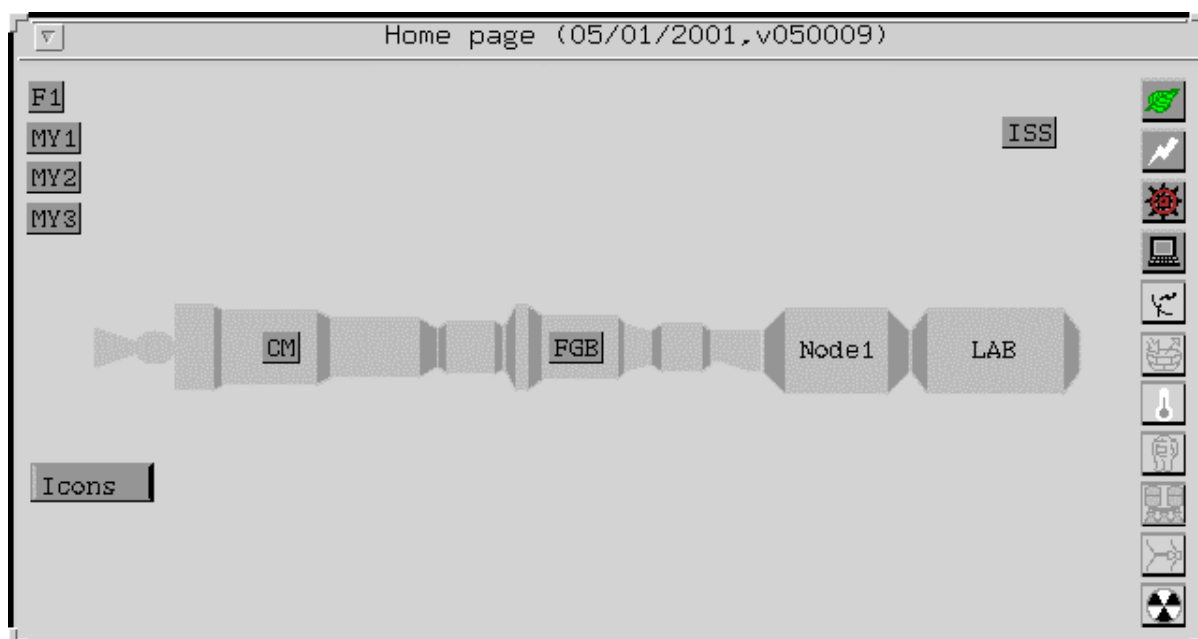 Home page (05/01/2001,v050009)
F1
ISS
MY1
MY2
MY3
CM
FGB
Node1
LAB
Icons